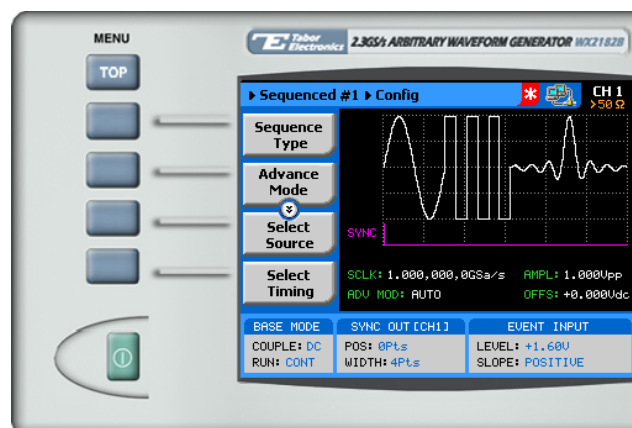 MENU
TOP
Tabor Electronics 2.3GS/s ARBITRARY WAVEFORM GENERATOR WX2182B
Sequenced #1 Config
CH 1
>50 Ω
Sequence Type
Advance Mode
Select Source
Select Timing
SYNC
SCLK: 1.000,000,0GSa/s AMPL: 1.000Vpp
ADV MOD: AUTO OFFS: +0.000Vdc
BASE MODE SYNC OUT [CH1] EVENT INPUT
COUPLE: DC POS: 0Pts LEVEL: +1.60V
RUN: CONT WIDTH: 4Pts SLOPE: POSITIVE